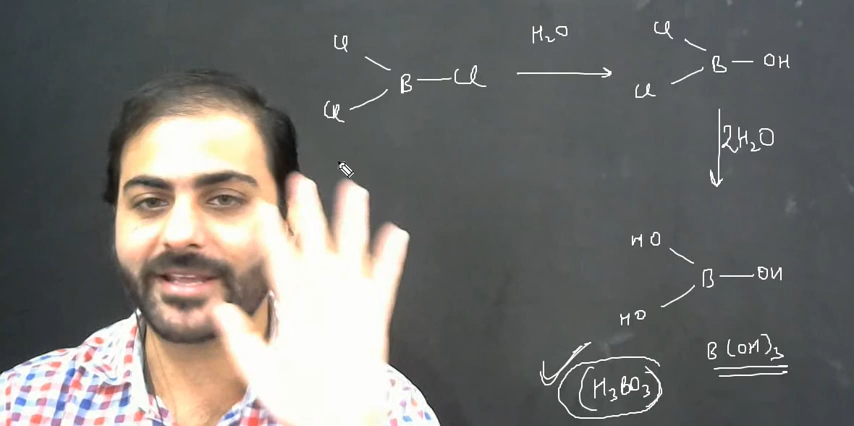 Cl
Cl
B — Cl
H₂O
Cl
Cl
B — OH
2H₂O
HO
HO
B — OH
B(OH)₃
(H₃BO₃)